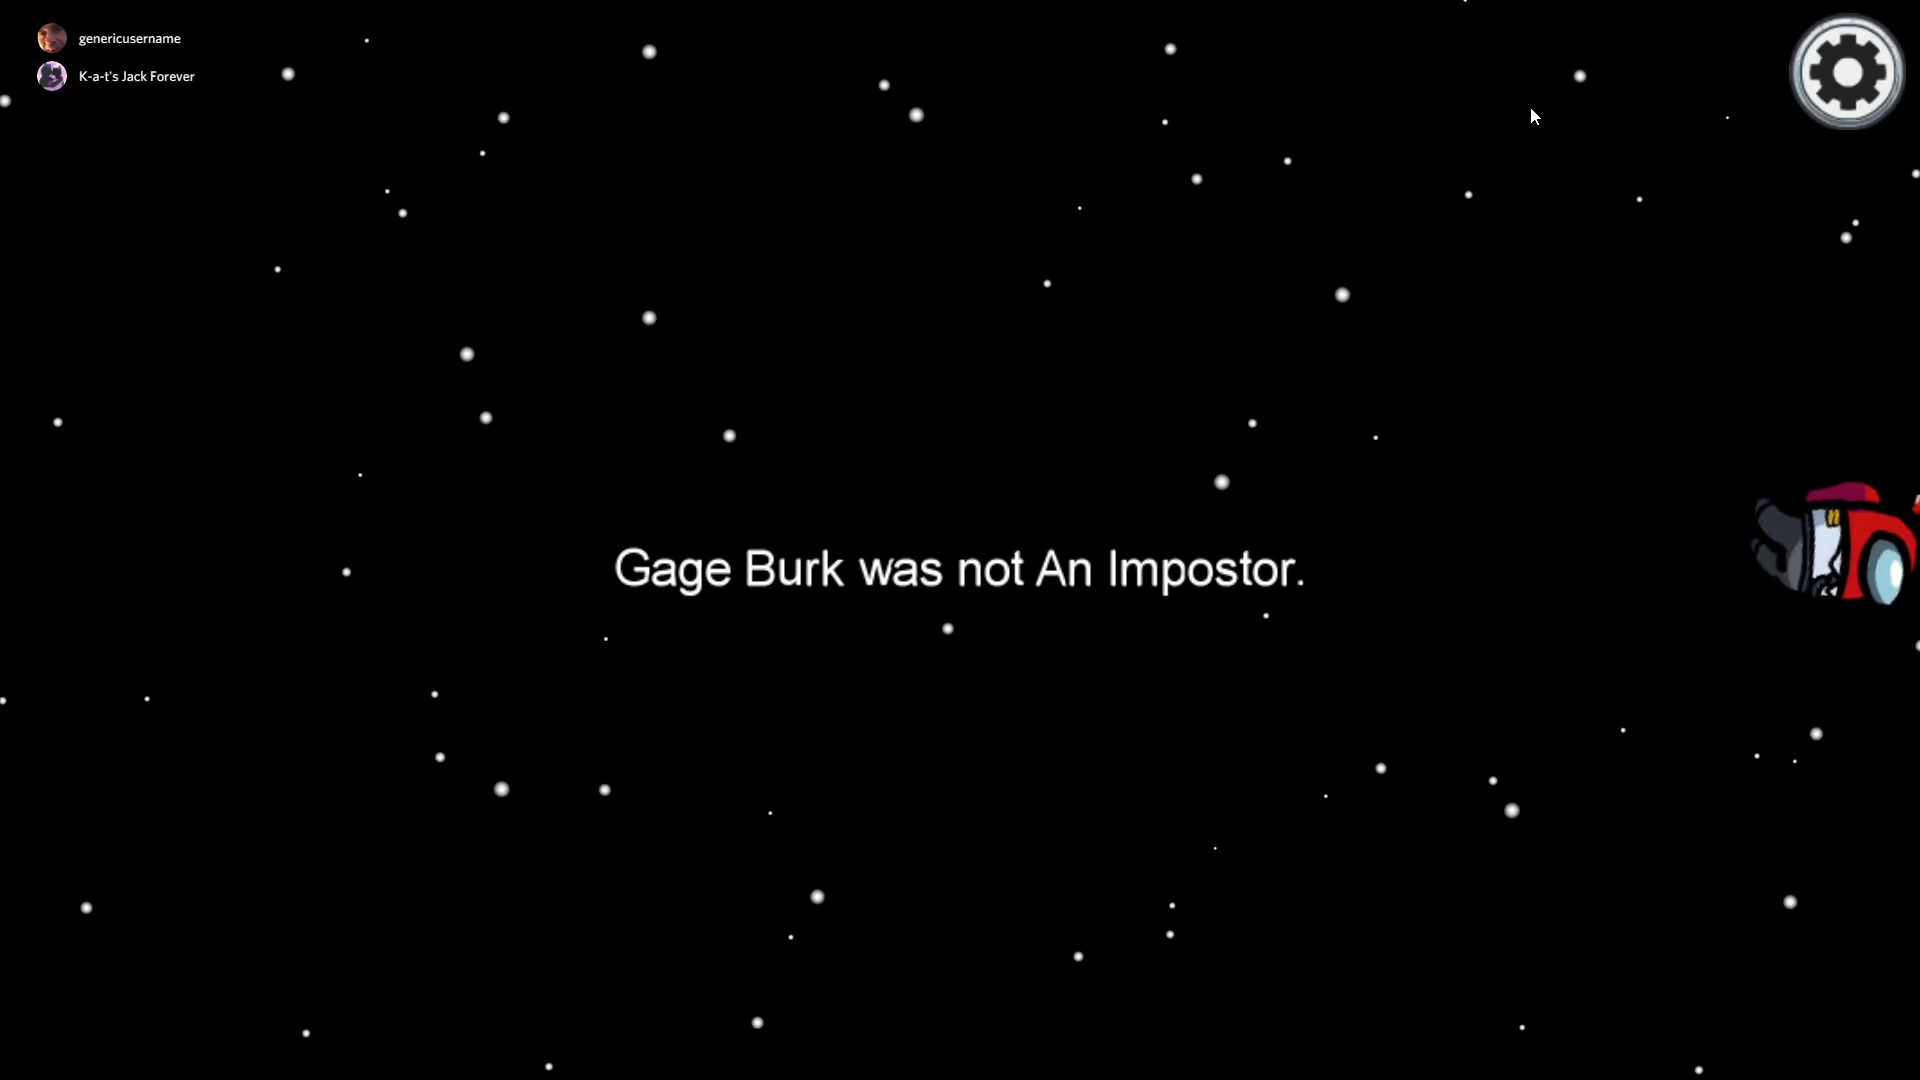 genericusername
K-a-t's Jack Forever
Gage Burk was not An Impostor.